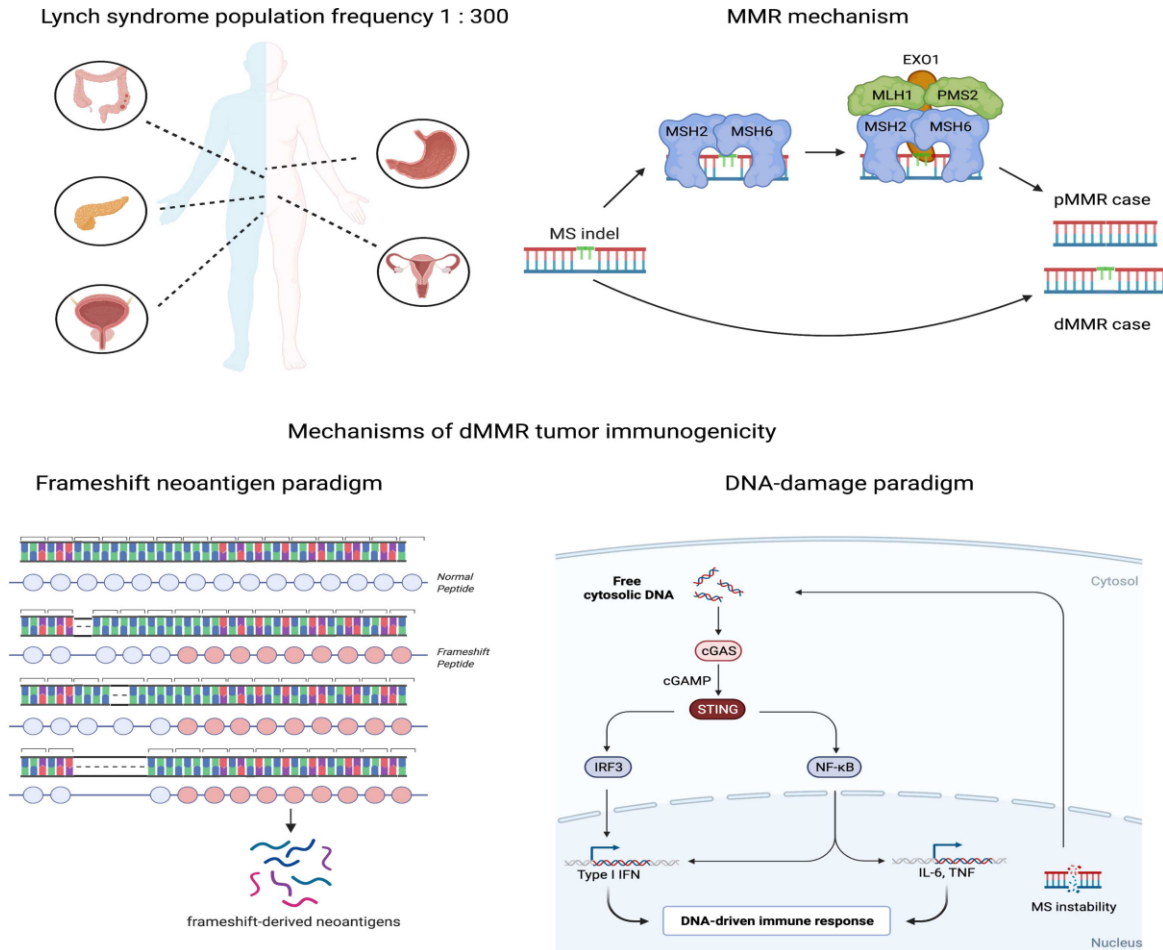 Lynch syndrome population frequency 1 : 300
MMR mechanism
EXO1
MLH1
PMS2
MSH2
MSH6
MSH2
MSH6
pMMR case
MS indel
dMMR case
Mechanisms of dMMR tumor immunogenicity
Frameshift neoantigen paradigm
DNA-damage paradigm
Normal
Peptide
Frameshift
Peptide
frameshift-derived neoantigens
Cytosol
Free
cytosolic DNA
cGAS
cGAMP
STING
IRF3
NF-κB
Type I IFN
IL-6, TNF
MS instability
DNA-driven immune response
Nucleus